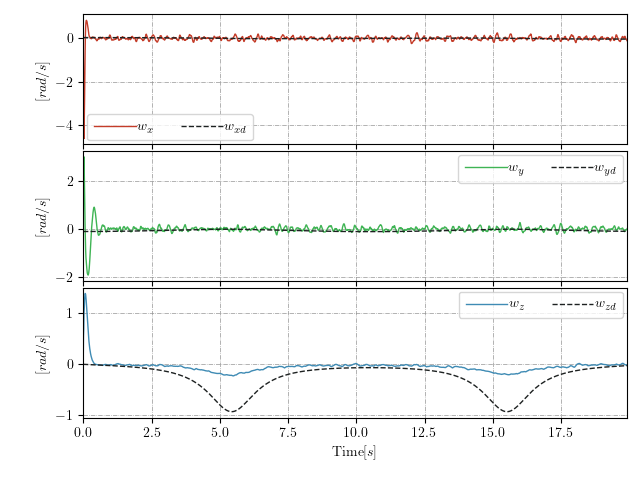 0
−2
−4
[rad/s]
w_x w_xd
2
0
−2
[rad/s]
w_y w_yd
1
0
−1
[rad/s]
w_z w_zd
0.0 2.5 5.0 7.5 10.0 12.5 15.0 17.5
Time[s]